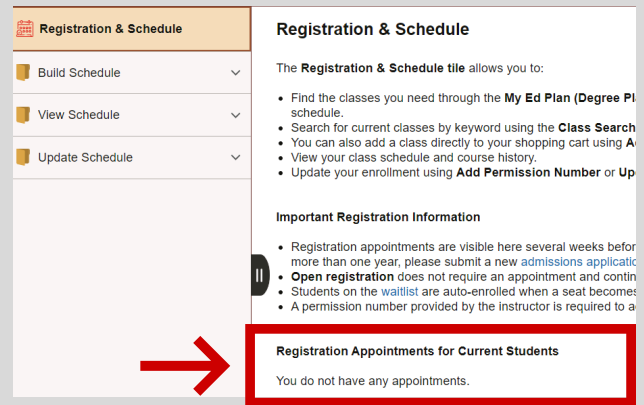 Registration & Schedule
Build Schedule
View Schedule
Update Schedule
Registration & Schedule
The Registration & Schedule tile allows you to:
• Find the classes you need through the My Ed Plan (Degree
schedule.
• Search for current classes by keyword using the Class Search
• You can also add a class directly to your shopping cart using
• View your class schedule and course history.
• Update your enrollment using Add Permission Number or
Important Registration Information
• Registration appointments are visible here several weeks
more than one year, please submit a new admissions
• Open registration does not require an appointment and
• Students on the waitlist are auto-enrolled when a seat becomes
• A permission number provided by the instructor is required to
Registration Appointments for Current Students
You do not have any appointments.